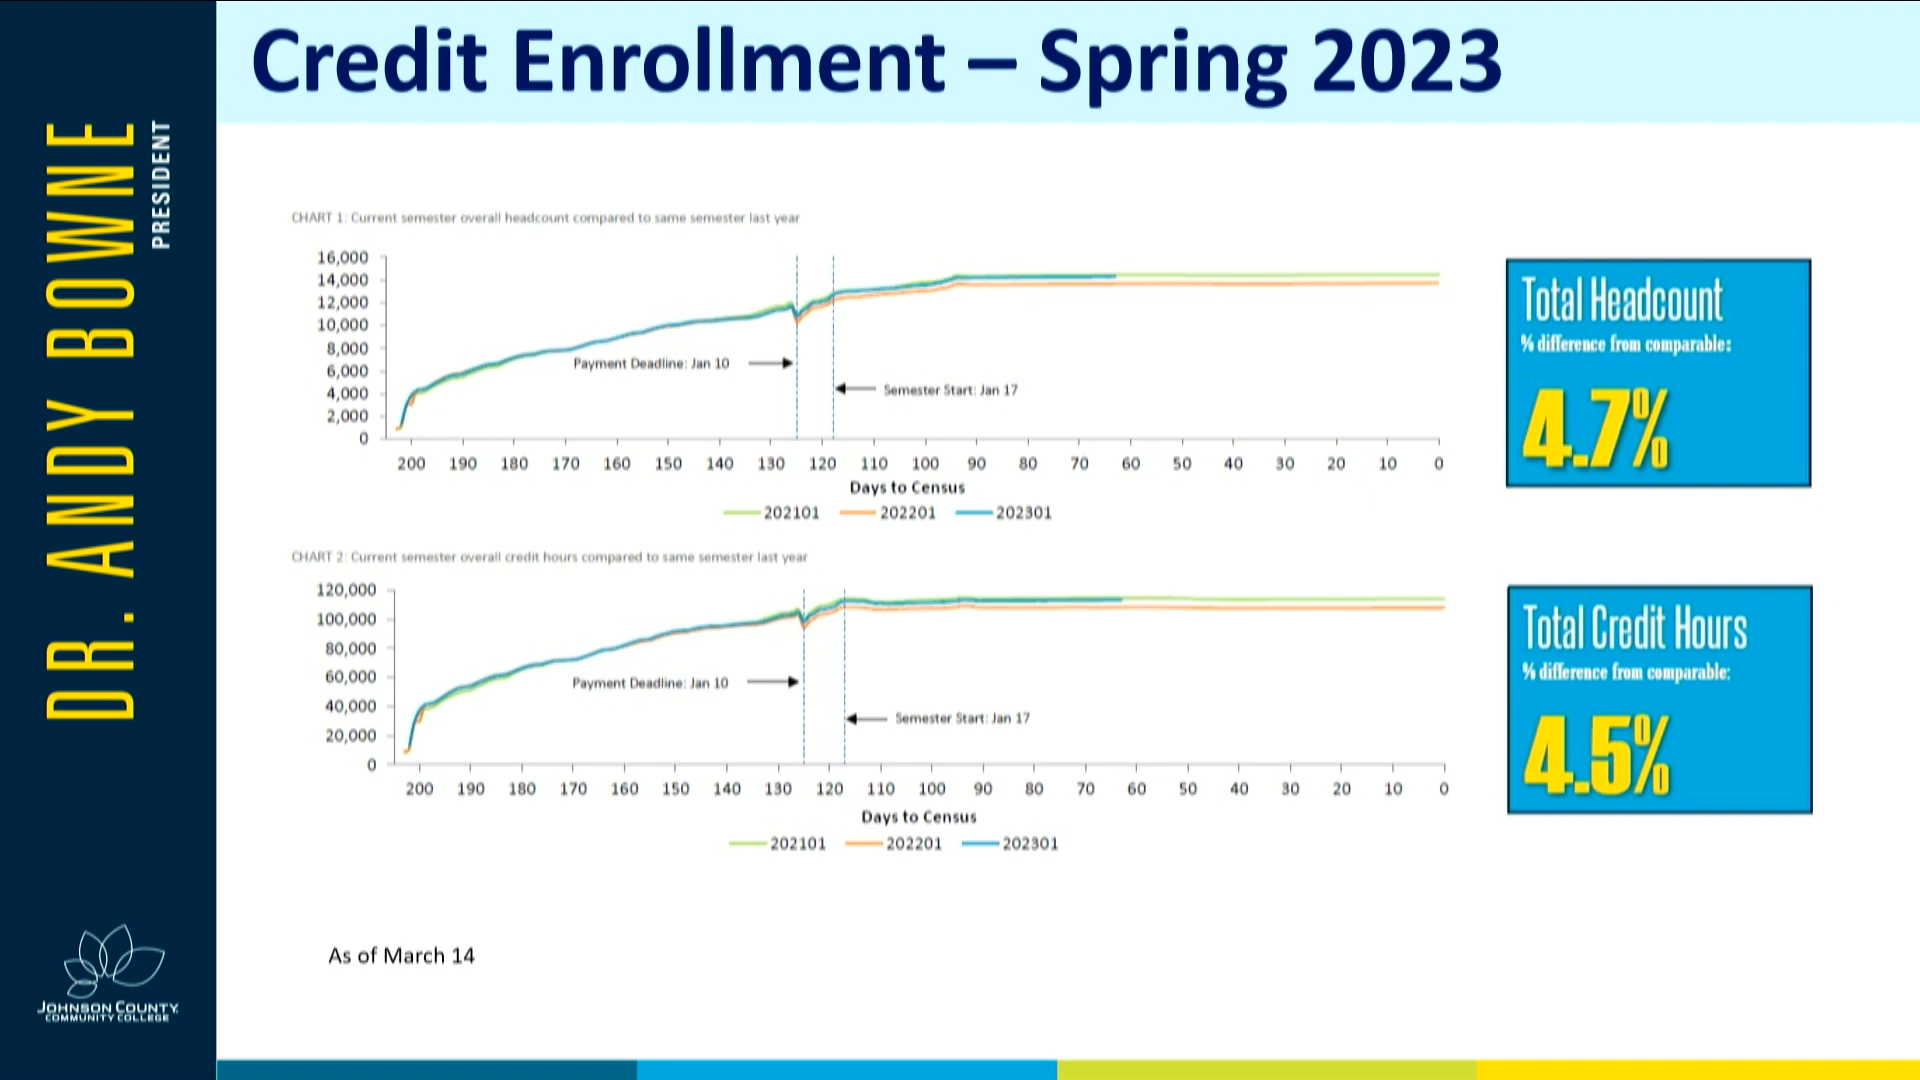 Credit Enrollment – Spring 2023
DR. ANDY BOWNE
PRESIDENT
CHART 1: Current semester overall headcount compared to same semester last year
16,000
14,000
12,000
10,000
8,000
6,000
4,000
2,000
0
Payment Deadline: Jan 10
Semester Start: Jan 17
200 190 180 170 160 150 140 130 120 110 100 90 80 70 60 50 40 30 20 10 0
Days to Census
202101 202201 202301
Total Headcount
% difference from comparable:
4.7%
CHART 2: Current semester overall credit hours compared to same semester last year
120,000
100,000
80,000
60,000
40,000
20,000
0
Payment Deadline: Jan 10
Semester Start: Jan 17
200 190 180 170 160 150 140 130 120 110 100 90 80 70 60 50 40 30 20 10 0
Days to Census
202101 202201 202301
Total Credit Hours
% difference from comparable:
4.5%
As of March 14
JOHNSON COUNTY
COMMUNITY COLLEGE